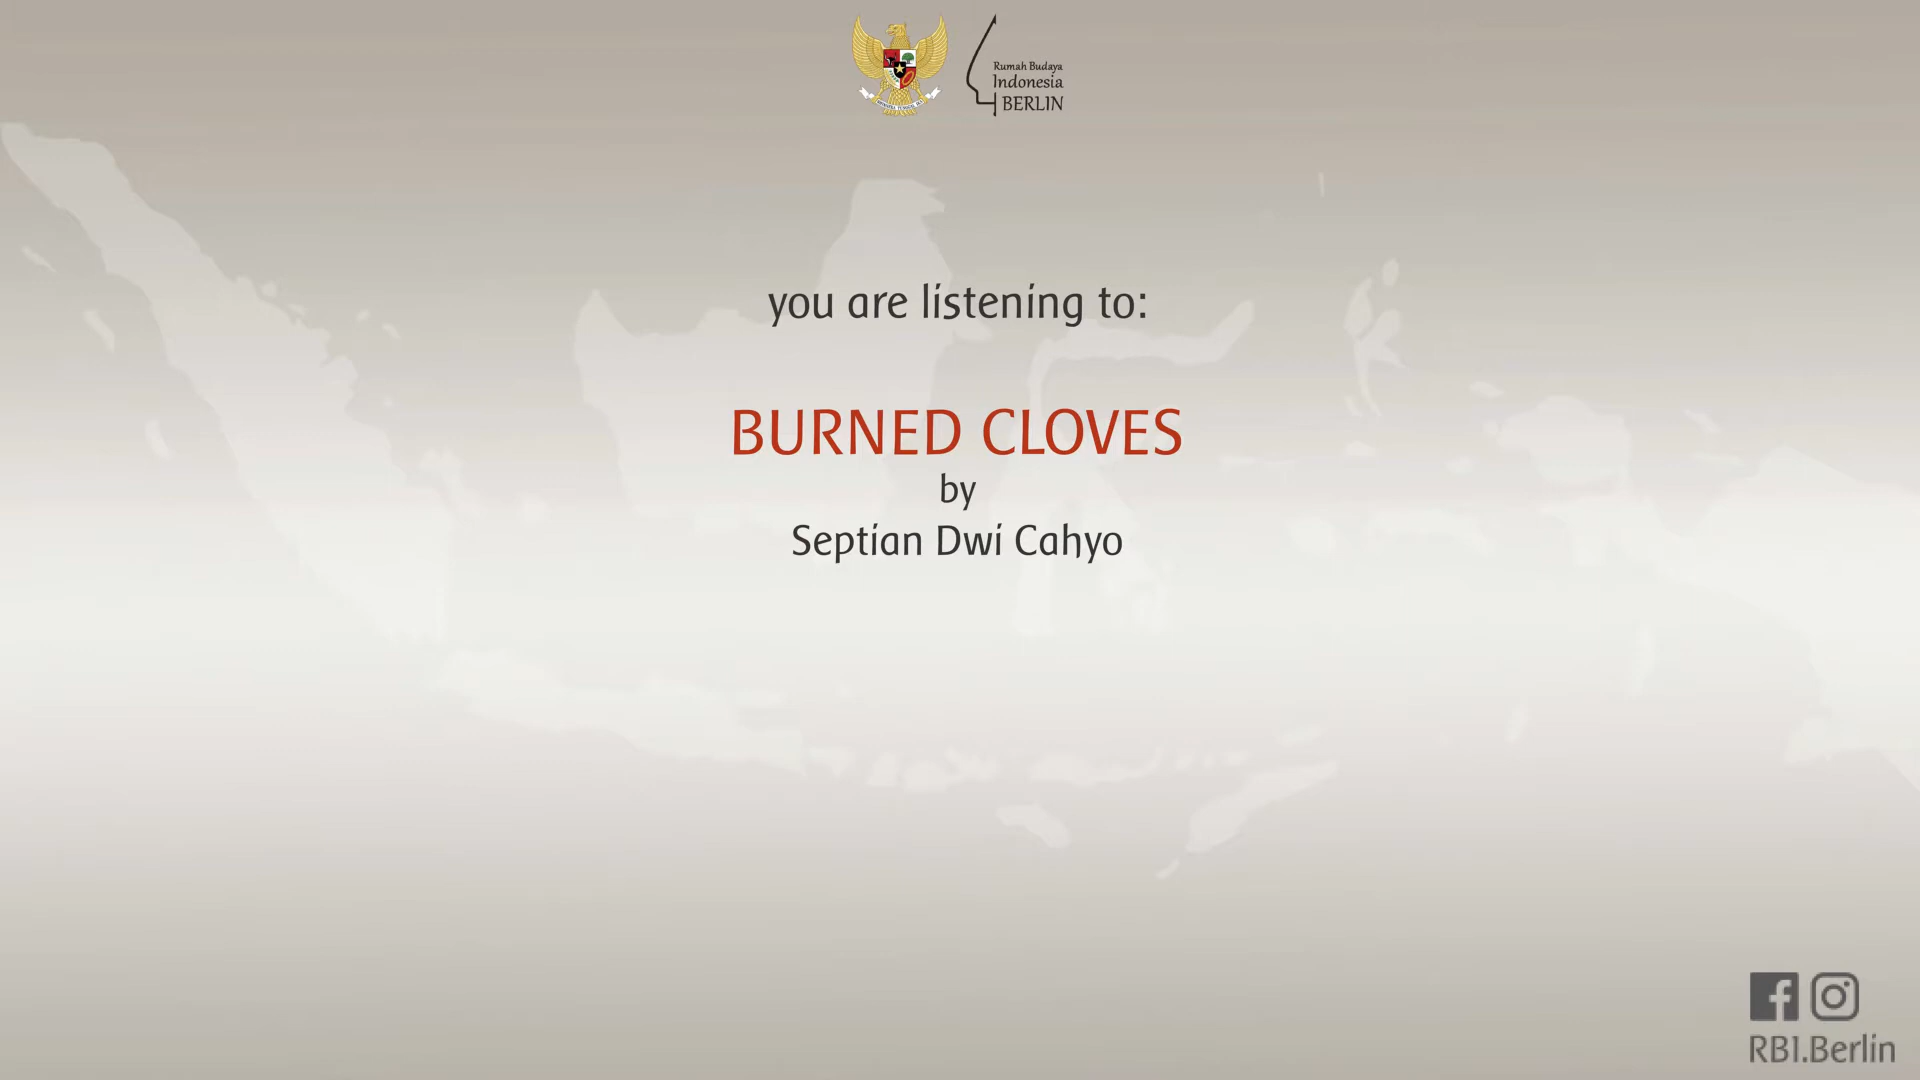 Rumah Budaya
Indonesia
BERLIN
you are listening to:
BURNED CLOVES
by
Septian Dwi Cahyo
RBI.Berlin